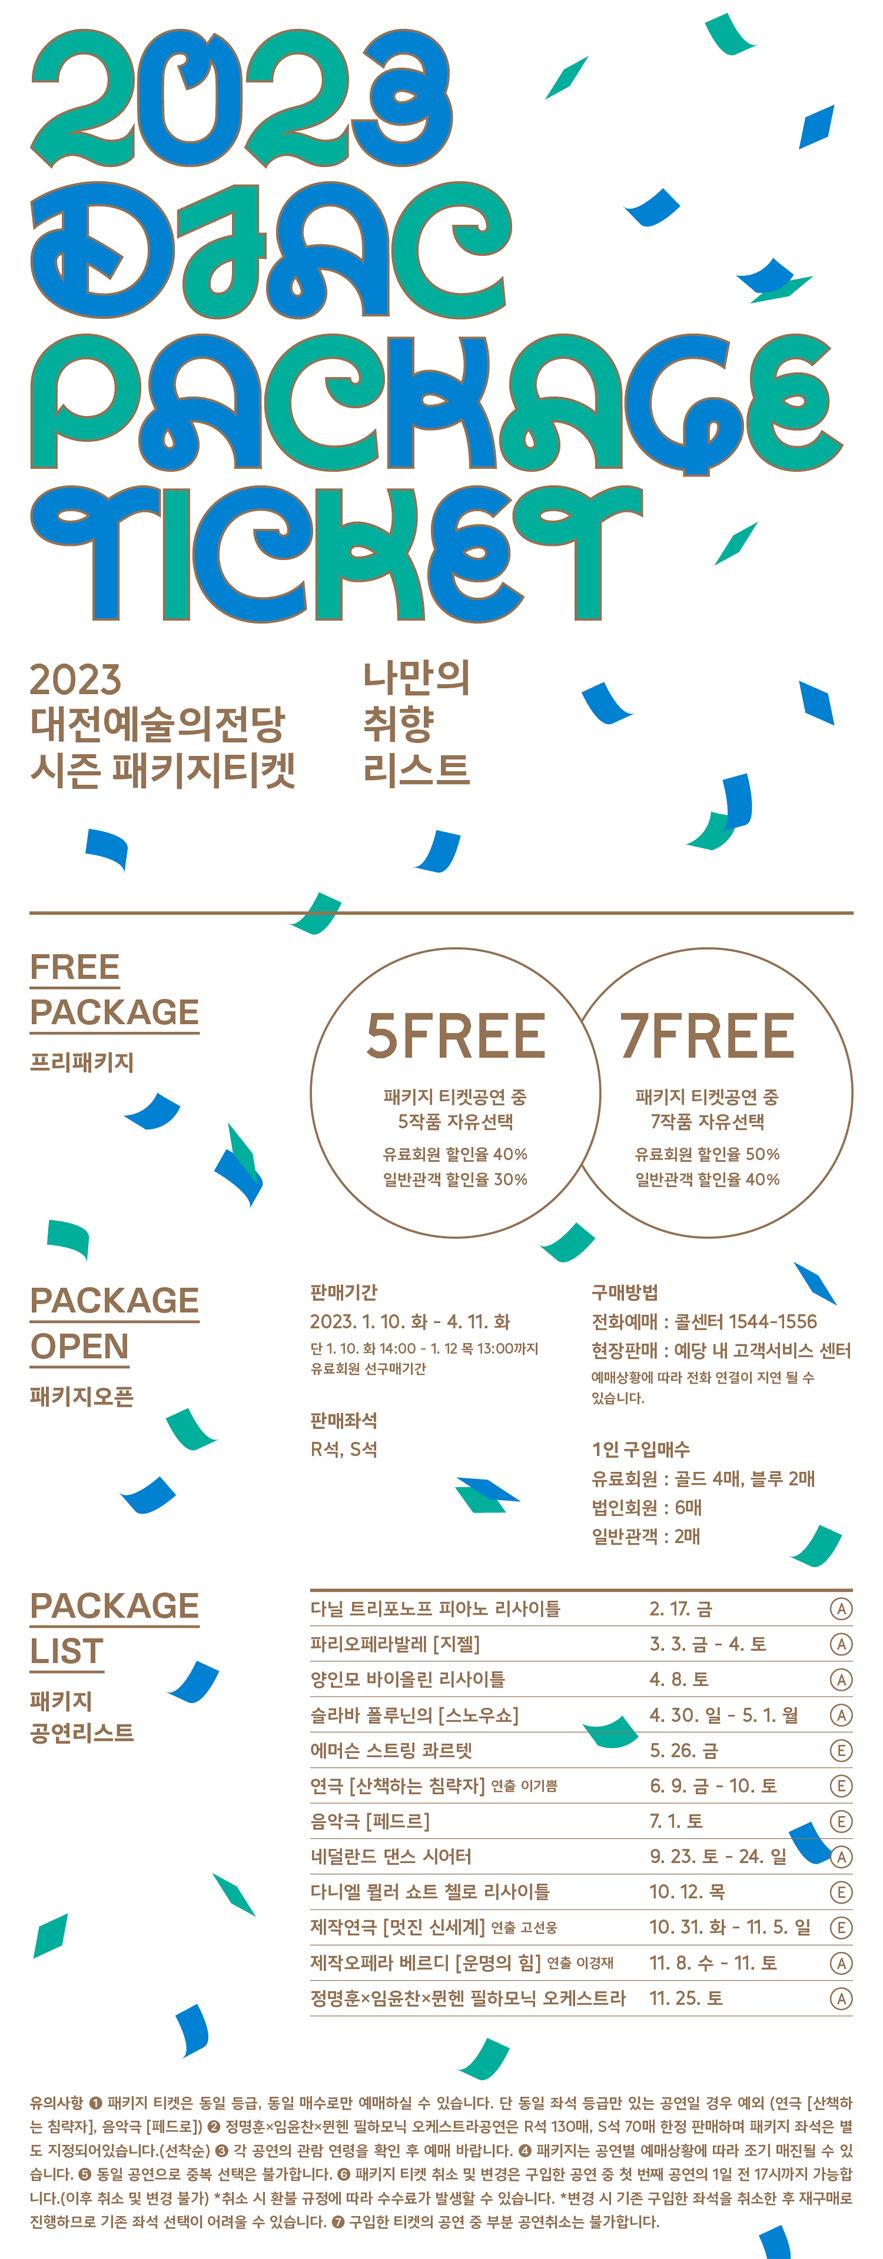 2023
DJAC
PACKAGE
TICKET
2023
대전예술의전당
시즌 패키지티켓
나만의
취향
리스트
FREE
PACKAGE
프리패키지
5FREE
패키지 티켓공연 중
5작품 자유선택
유료회원 할인율 40%
일반관객 할인율 30%
7FREE
패키지 티켓공연 중
7작품 자유선택
유료회원 할인율 50%
일반관객 할인율 40%
PACKAGE
OPEN
패키지오픈
판매기간
2023. 1. 10. 화 - 4. 11. 화
단 1. 10. 화 14:00 - 1. 12 목 13:00까지
유료회원 선구매기간
판매좌석
R석, S석
구매방법
전화예매 : 콜센터 1544-1556
현장판매 : 예당 내 고객서비스 센터
예매상황에 따라 전화 연결이 지연 될 수
있습니다.
1인 구입매수
유료회원 : 골드 4매, 블루 2매
법인회원 : 6매
일반관객 : 2매
PACKAGE
LIST
패키지
공연리스트
다닐 트리포노프 피아노 리사이틀 2. 17. 금 Ⓐ
파리오페라발레 [지젤] 3. 3. 금 - 4. 토 Ⓐ
양인모 바이올린 리사이틀 4. 8. 토 Ⓐ
슬라바 폴루닌의 [스노우쇼] 4. 30. 일 - 5. 1. 월 Ⓐ
에머슨 스트링 콰르텟 5. 26. 금 Ⓔ
연극 [산책하는 침략자] 연출 이기쁨 6. 9. 금 - 10. 토 Ⓔ
음악극 [페드르] 7. 1. 토 Ⓔ
네덜란드 댄스 시어터 9. 23. 토 - 24. 일 Ⓐ
다니엘 뮐러 쇼트 첼로 리사이틀 10. 12. 목 Ⓔ
제작연극 [멋진 신세계] 연출 고선웅 10. 31. 화 - 11. 5. 일 Ⓔ
제작오페라 베르디 [운명의 힘] 연출 이경재 11. 8. 수 - 11. 토 Ⓐ
정명훈×임윤찬×뮌헨 필하모닉 오케스트라 11. 25. 토 Ⓐ
유의사항 ❶ 패키지 티켓은 동일 등급, 동일 매수로만 예매하실 수 있습니다. 단 동일 좌석 등급만 있는 공연일 경우 예외 (연극 [산책하
는 침략자], 음악극 [페드로]) ❷ 정명훈×임윤찬×뮌헨 필하모닉 오케스트라공연은 R석 130매, S석 70매 한정 판매하며 패키지 좌석은 별
도 지정되어있습니다.(선착순) ❸ 각 공연의 관람 연령을 확인 후 예매 바랍니다. ❹ 패키지는 공연별 예매상황에 따라 조기 매진될 수 있
습니다. ❺ 동일 공연으로 중복 선택은 불가합니다. ❻ 패키지 티켓 취소 및 변경은 구입한 공연 중 첫 번째 공연의 1일 전 17시까지 가능합
니다.(이후 취소 및 변경 불가) *취소 시 환불 규정에 따라 수수료가 발생할 수 있습니다. *변경 시 기존 구입한 좌석을 취소한 후 재구매로
진행하므로 기존 좌석 선택이 어려울 수 있습니다. ❼ 구입한 티켓의 공연 중 부분 공연취소는 불가합니다.